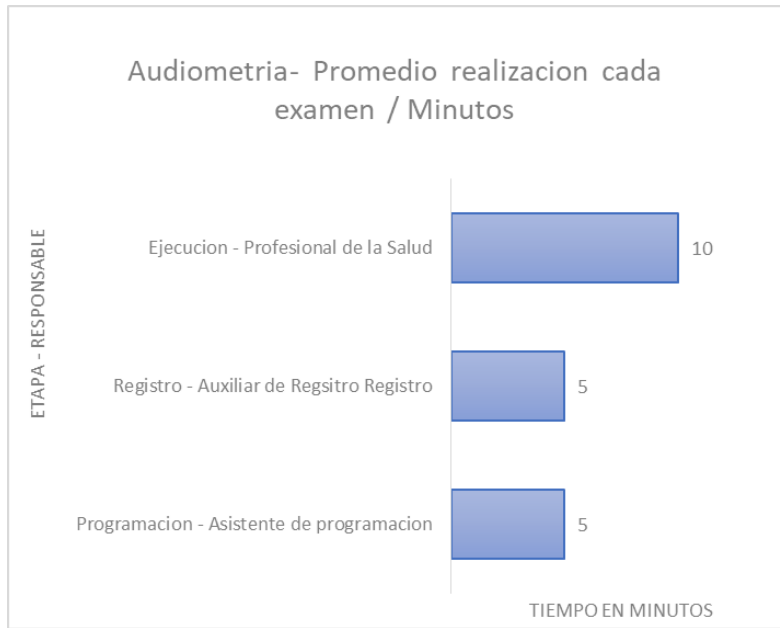 Audiometria- Promedio realizacion cada
examen / Minutos
ETAPA - RESPONSABLE
Ejecucion - Profesional de la Salud
10
Registro - Auxiliar de Regsitro Registro
5
Programacion - Asistente de programacion
5
TIEMPO EN MINUTOS